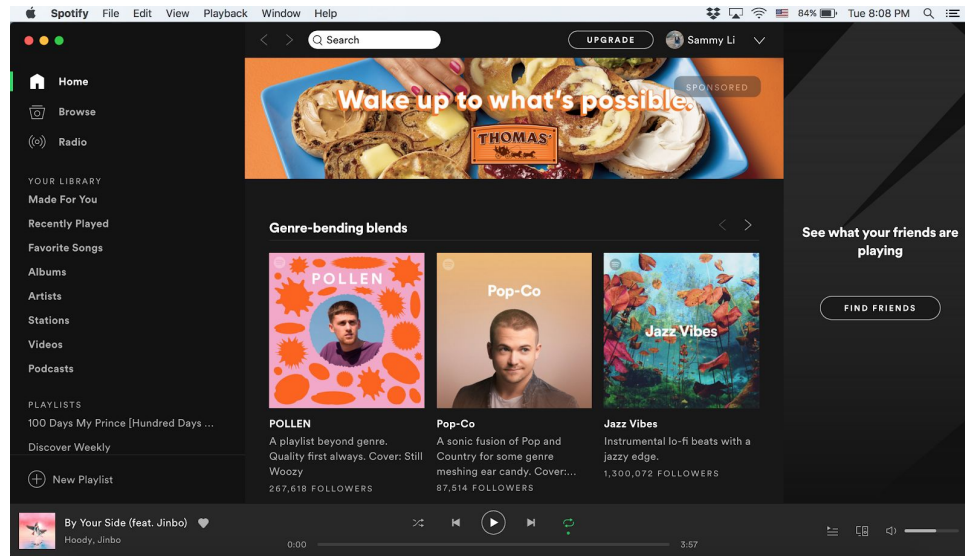 Spotify File Edit View Playback Window Help 84% Tue 8:08 PM
Search UPGRADE Sammy Li
Home
Browse
Radio
YOUR LIBRARY
Made For You
Recently Played
Favorite Songs
Albums
Artists
Stations
Videos
Podcasts
PLAYLISTS
100 Days My Prince [Hundred Days ...
Discover Weekly
New Playlist
SPONSORED
Wake up to what's possible.
THOMAS'
Genre-bending blends
POLLEN
Pop-Co
Jazz Vibes
POLLEN
A playlist beyond genre.
Quality first always. Cover: Still
Woozy
267,618 FOLLOWERS
Pop-Co
A sonic fusion of Pop and
Country for some genre
meshing ear candy. Cover:...
87,514 FOLLOWERS
Jazz Vibes
Instrumental lo-fi beats with a
jazzy edge.
1,300,072 FOLLOWERS
See what your friends are
playing
FIND FRIENDS
By Your Side (feat. Jinbo)
Hoody, Jinbo
0:00 3:57